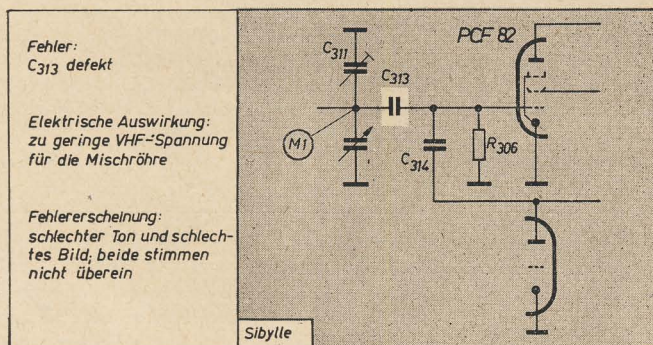 Fehler:
C313 defekt
Elektrische Auswirkung:
zu geringe VHF-Spannung
für die Mischröhre
Fehlererscheinung:
schlechter Ton und schlech-
tes Bild; beide stimmen
nicht überein
PCF 82
C311
C313
M1
C314
R306
Sibylle